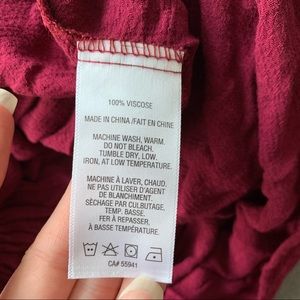 100% VISCOSE
MADE IN CHINA / FAIT EN CHINE
MACHINE WASH, WARM.
DO NOT BLEACH.
TUMBLE DRY, LOW.
IRON, AT LOW TEMPERATURE.
MACHINE À LAVER, CHAUD.
NE PAS UTILISER D'AGENT
DE BLANCHIMENT.
SÉCHAGE PAR CULBUTAGE,
TEMP. BASSE.
FER À REPASSER,
À BASSE TEMPÉRATURE.
CA# 55941